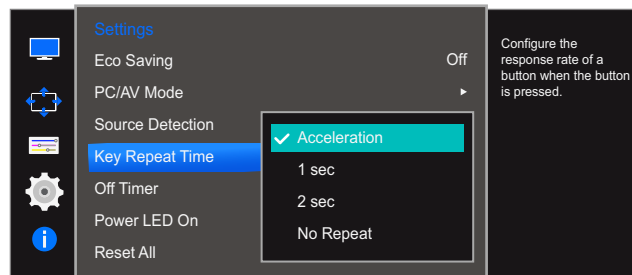 Settings
Eco Saving Off
PC/AV Mode
Source Detection
Key Repeat Time
Off Timer
Power LED On
Reset All
Acceleration
1 sec
2 sec
No Repeat
Configure the
response rate of a
button when the button
is pressed.